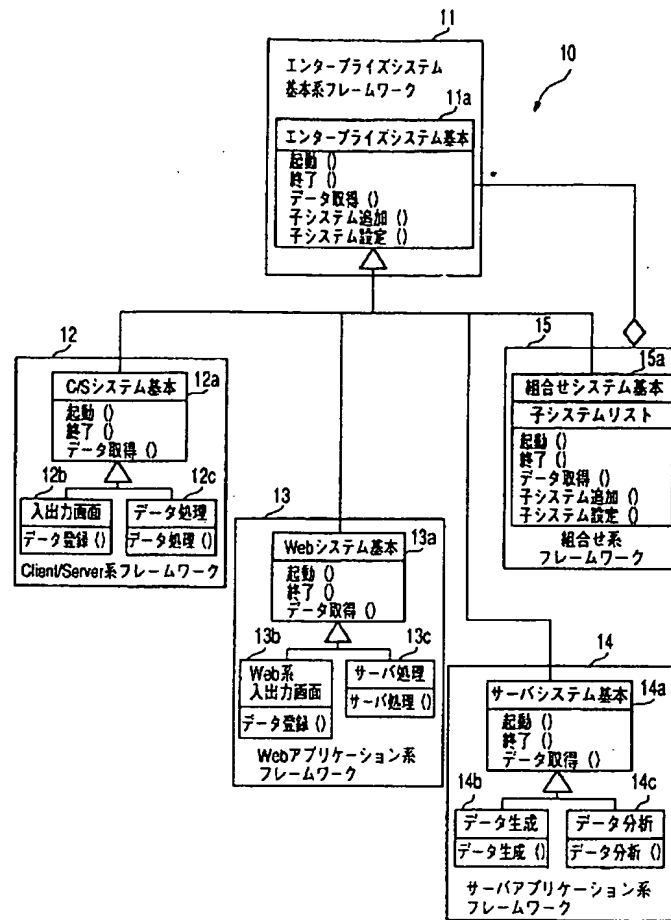 11
10
エンタープライズシステム
基本系フレームワーク
11a
エンタープライズシステム基本
起動 ()
終了 ()
データ取得 ()
子システム追加 ()
子システム設定 ()
12
C/Sシステム基本
12a
起動 ()
終了 ()
データ取得 ()
12b
12c
入出力画面
データ登録 ()
データ処理
データ処理 ()
Client/Server系フレームワーク
13
Webシステム基本
13a
起動 ()
終了 ()
データ取得 ()
13b
13c
Web系
入出力画面
データ登録 ()
サーバ処理
サーバ処理 ()
Webアプリケーション系
フレームワーク
15
15a
組合せシステム基本
子システムリスト
起動 ()
終了 ()
データ取得 ()
子システム追加 ()
子システム設定 ()
組合せ系
フレームワーク
14
サーバシステム基本
14a
起動 ()
終了 ()
データ取得 ()
14b
14c
データ生成
データ生成 ()
データ分析
データ分析 ()
サーバアプリケーション系
フレームワーク